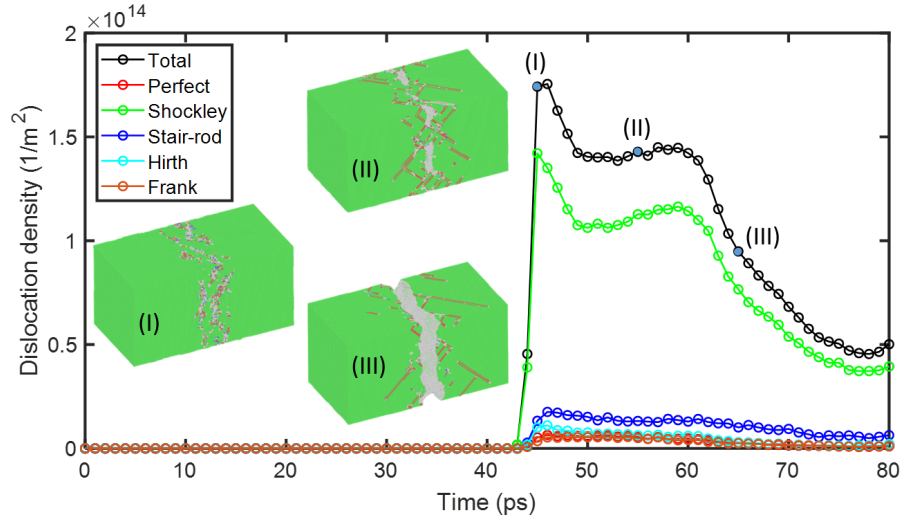 ×10^14
2
1.5
1
0.5
0
Dislocation density (1/m^2)
Total
Perfect
Shockley
Stair-rod
Hirth
Frank
(I)
(II)
(III)
(I)
(II)
(III)
0 10 20 30 40 50 60 70 80
Time (ps)